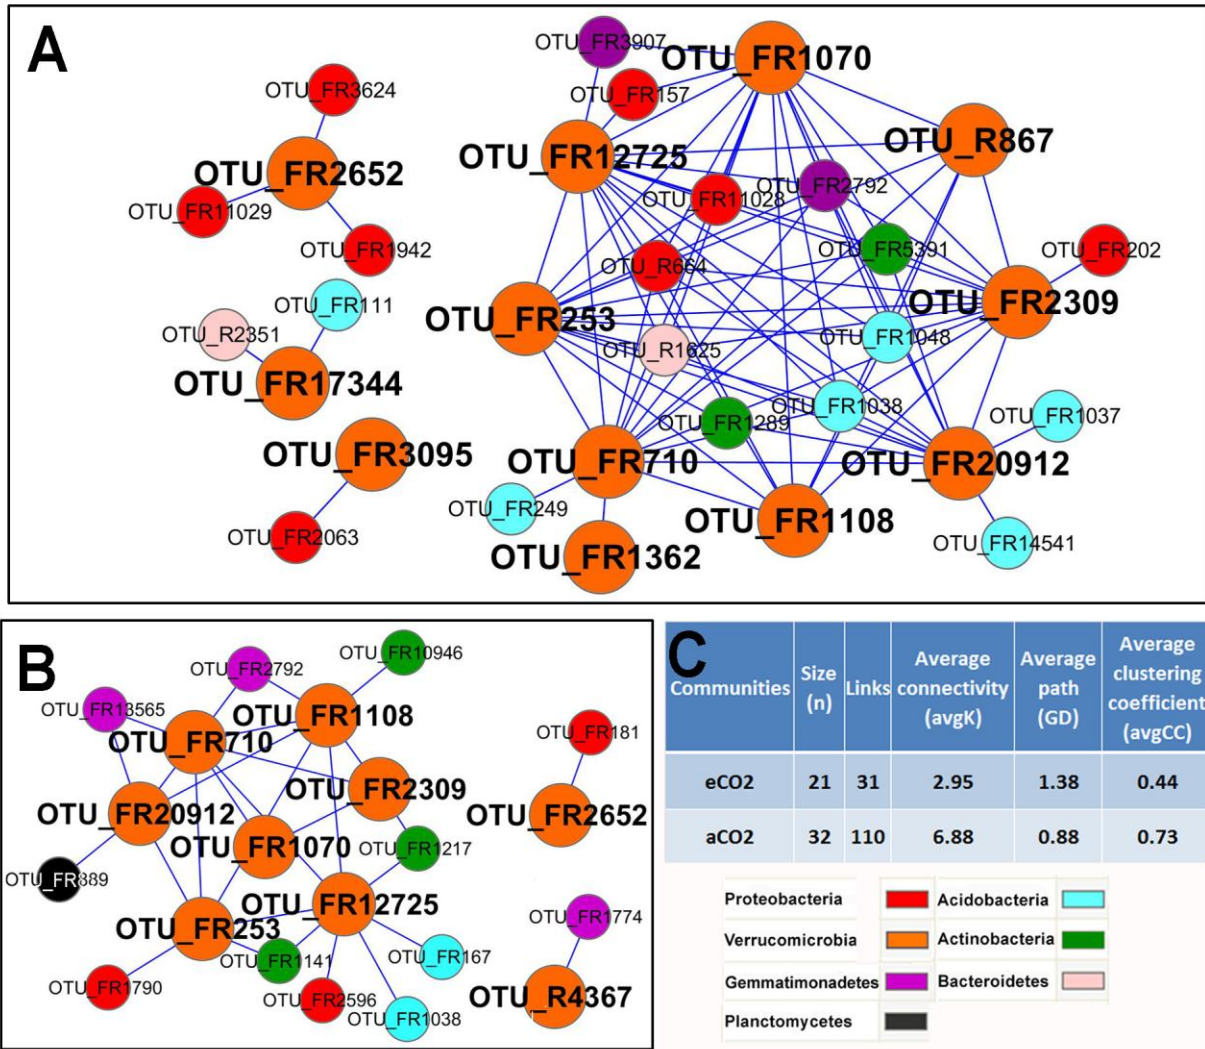 A
OTU_FR3907
OTU_FR1070
OTU_FR3624
OTU_FR157
OTU_FR12725
OTU_R867
OTU_FR2652
OTU_FR2792
OTU_FR11028
OTU_FR11029
OTU_FR1942
OTU_FR5391
OTU_FR202
OTU_R664
OTU_FR111
OTU_FR2309
OTU_FR253
OTU_R2351
OTU_FR1048
OTU_R1625
OTU_FR17344
OTU_FR1038
OTU_FR1037
OTU_FR1289
OTU_FR3095
OTU_FR710
OTU_FR20912
OTU_FR249
OTU_FR1108
OTU_FR2063
OTU_FR14541
OTU_FR1362
B
OTU_FR10946
OTU_FR2792
OTU_FR13565
OTU_FR1108
OTU_FR710
OTU_FR181
OTU_FR2309
OTU_FR20912
OTU_FR2652
OTU_FR1070
OTU_FR1217
OTU_FR889
OTU_FR12725
OTU_FR1774
OTU_FR253
OTU_FR1141
OTU_FR167
OTU_FR1790
OTU_FR2596
OTU_R4367
OTU_FR1038
C
Communities Size (n) Links Average connectivity (avgK) Average path (GD) Average clustering coefficient (avgCC)
eCO2 21 31 2.95 1.38 0.44
aCO2 32 110 6.88 0.88 0.73
Proteobacteria Acidobacteria
Verrucomicrobia Actinobacteria
Gemmatimonadetes Bacteroidetes
Planctomycetes